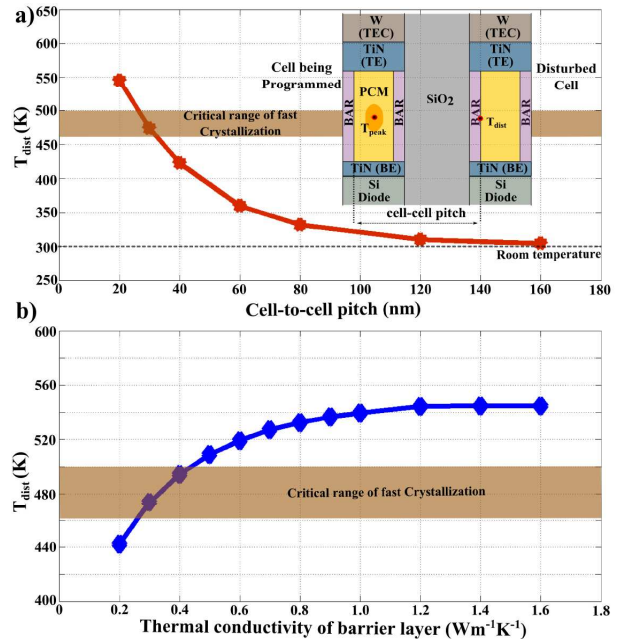 a)
650
600
550
500
450
400
350
300
250
T_dist (K)
0 20 40 60 80 100 120 140 160 180
Cell-to-cell pitch (nm)
Cell being
Programmed
Critical range of fast
Crystallization
W
(TEC)
TiN
(TE)
BAR
PCM
T_peak
BAR
TiN (BE)
Si
Diode
SiO₂
W
(TEC)
TiN
(TE)
BAR
T_dist
BAR
TiN (BE)
Si
Diode
Disturbed
Cell
cell-cell pitch
Room temperature
b)
600
560
520
480
440
400
T_dist (K)
Critical range of fast Crystallization
0 0.2 0.4 0.6 0.8 1.0 1.2 1.4 1.6 1.8
Thermal conductivity of barrier layer (Wm⁻¹K⁻¹)